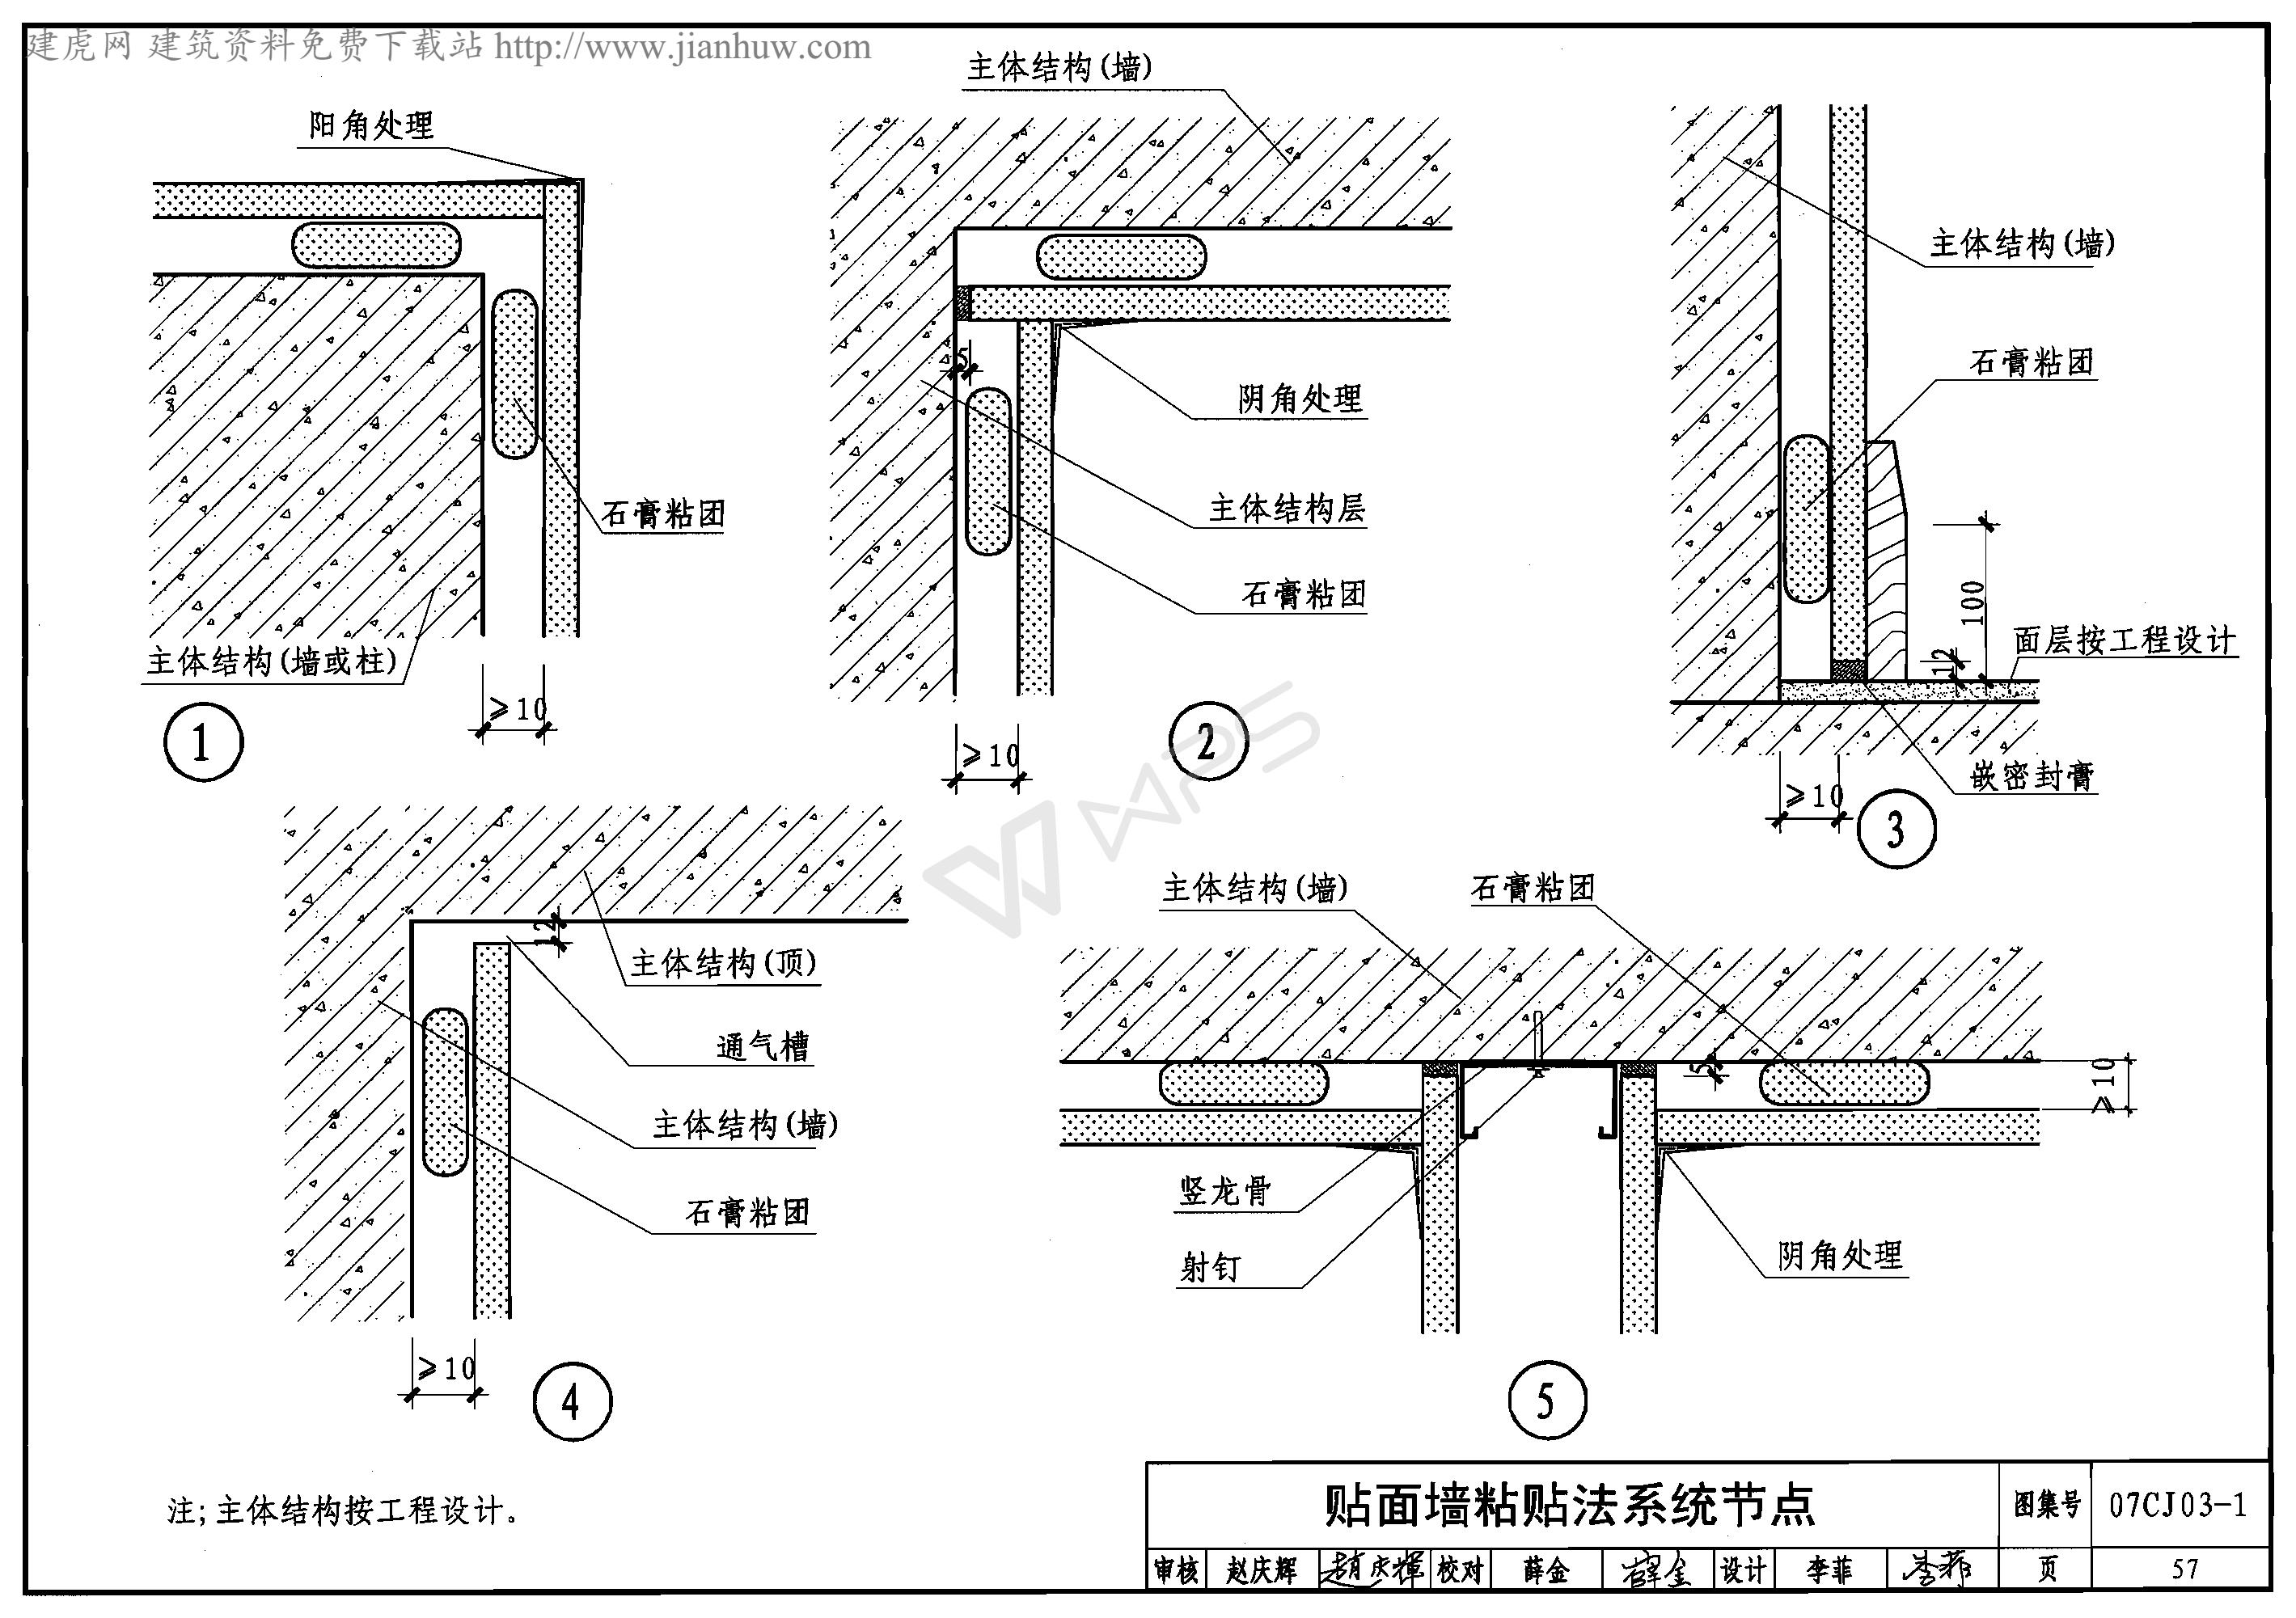 建虎网 建筑资料免费下载站 http://www.jianhuw.com
阳角处理
石膏粘团
主体结构(墙或柱)
≥10
1
主体结构(墙)
5
阴角处理
主体结构层
石膏粘团
≥10
2
主体结构(墙)
石膏粘团
100
12
面层按工程设计
嵌密封膏
≥10
3
12
主体结构(顶)
通气槽
主体结构(墙)
石膏粘团
≥10
4
主体结构(墙)
石膏粘团
5
≥10
竖龙骨
射钉
阴角处理
5
WPS
注;主体结构按工程设计。
贴面墙粘贴法系统节点
图集号 07CJ03-1
审核 赵庆辉 趙庆輝 校对 薛金 薛金 设计 李菲 李菲 页 57